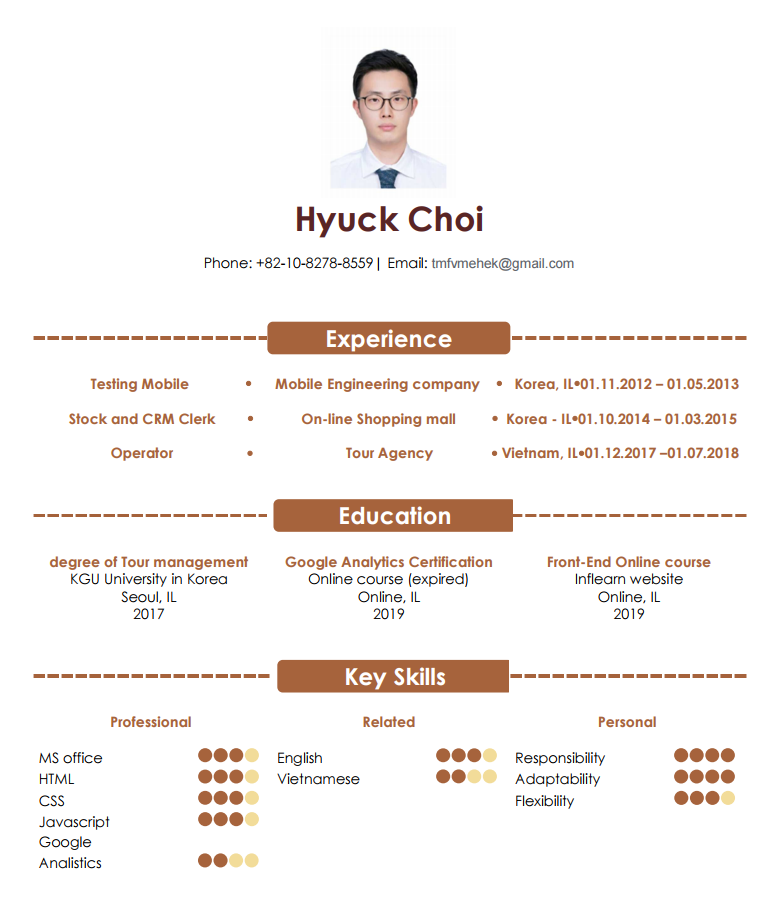 Hyuck Choi
Phone: +82-10-8278-8559| Email: tmfvmehek@gmail.com
Experience
Testing Mobile • Mobile Engineering company • Korea, IL•01.11.2012 – 01.05.2013
Stock and CRM Clerk • On-line Shopping mall • Korea - IL•01.10.2014 – 01.03.2015
Operator • Tour Agency • Vietnam, IL•01.12.2017 –01.07.2018
Education
degree of Tour management
KGU University in Korea
Seoul, IL
2017
Google Analytics Certification
Online course (expired)
Online, IL
2019
Front-End Online course
Inflearn website
Online, IL
2019
Key Skills
Professional
MS office
HTML
CSS
Javascript
Google
Analistics
Related
English
Vietnamese
Personal
Responsibility
Adaptability
Flexibility